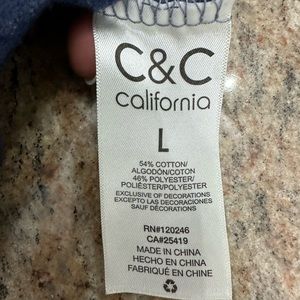 C&C
California
L
54% COTTON/
ALGODÓN/COTON
46% POLYESTER/
POLIÉSTER/POLYESTER
EXCLUSIVE OF DECORATIONS
EXCEPTO LAS DECORACIONES
SAUF DÉCORATIONS
RN#120246
CA#25419
MADE IN CHINA
HECHO EN CHINA
FABRIQUÉ EN CHINE